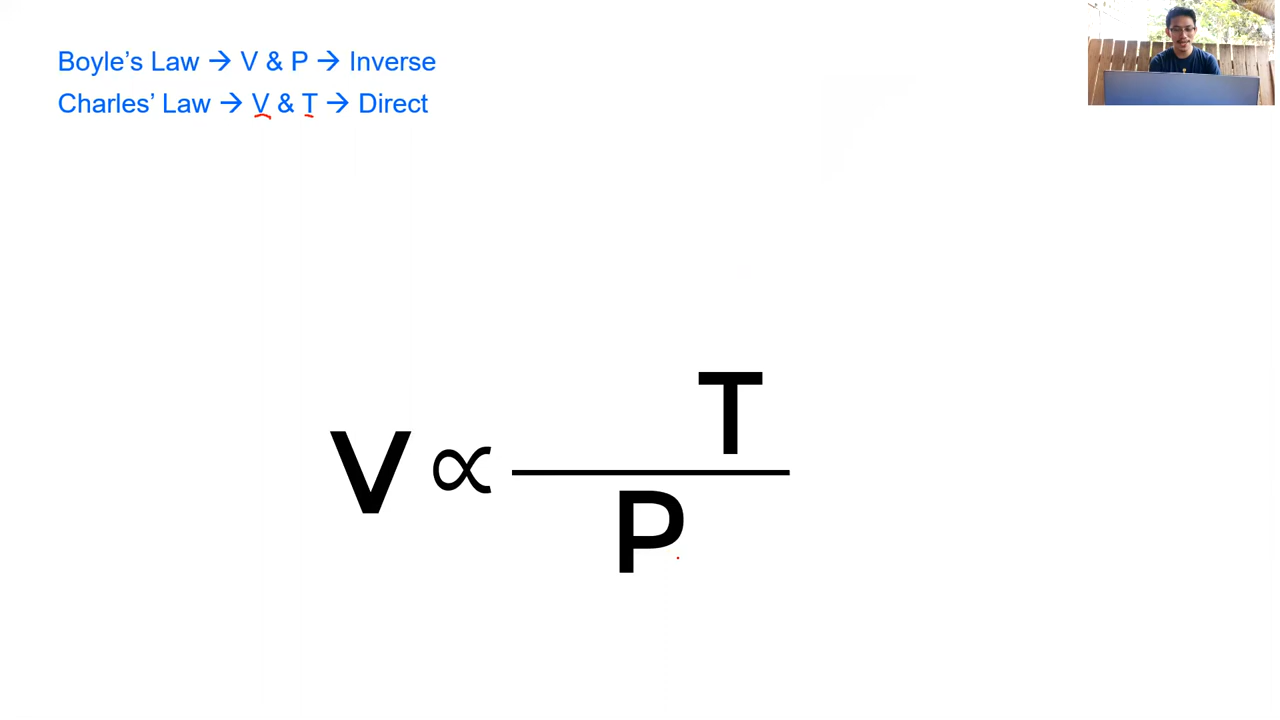 Boyle’s Law → V & P → Inverse
Charles’ Law → V & T → Direct
T
V ∝
P